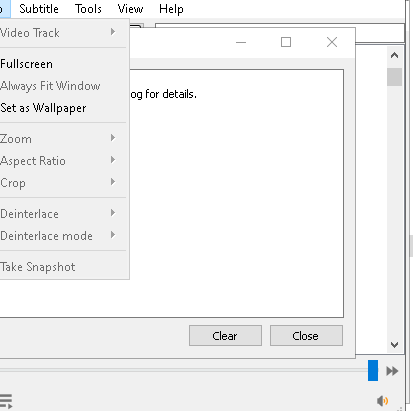 Subtitle Tools View Help
Video Track
Fullscreen
Always Fit Window
Set as Wallpaper
og for details.
Zoom
Aspect Ratio
Crop
Deinterlace
Deinterlace mode
Take Snapshot
Clear Close